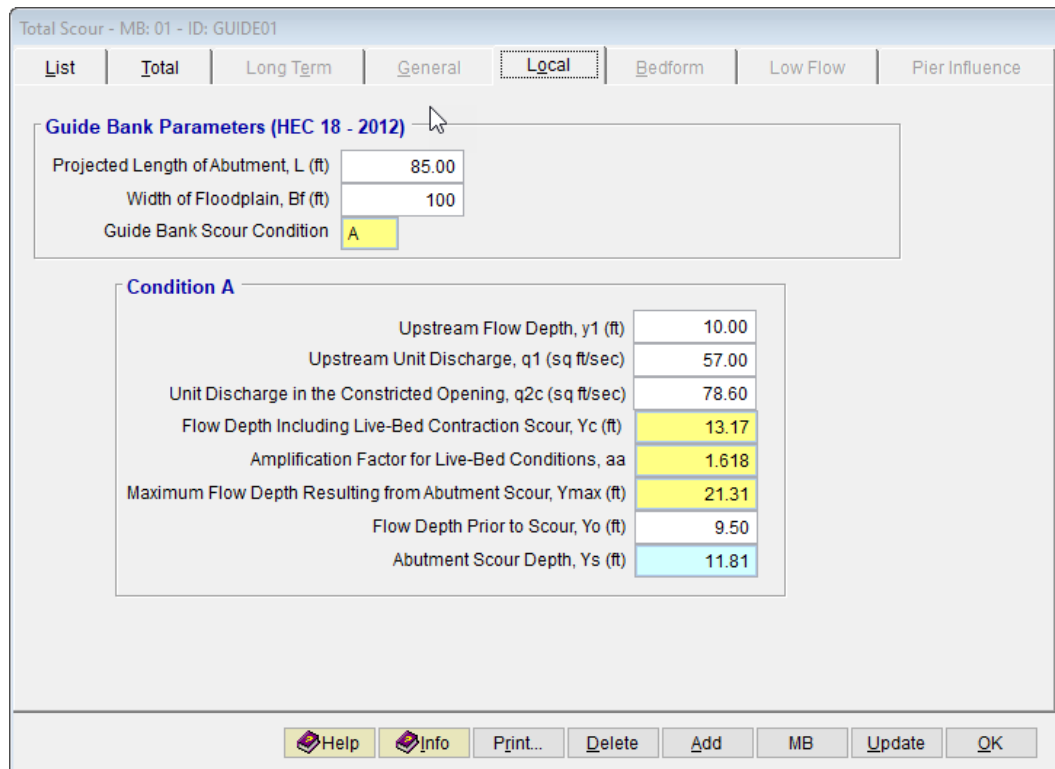 Total Scour - MB: 01 - ID: GUIDE01
List Total Long Term General Local Bedform Low Flow Pier Influence
Guide Bank Parameters (HEC 18 - 2012)
Projected Length of Abutment, L (ft) 85.00
Width of Floodplain, Bf (ft) 100
Guide Bank Scour Condition A
Condition A
Upstream Flow Depth, y1 (ft) 10.00
Upstream Unit Discharge, q1 (sq ft/sec) 57.00
Unit Discharge in the Constricted Opening, q2c (sq ft/sec) 78.60
Flow Depth Including Live-Bed Contraction Scour, Yc (ft) 13.17
Amplification Factor for Live-Bed Conditions, aa 1.618
Maximum Flow Depth Resulting from Abutment Scour, Ymax (ft) 21.31
Flow Depth Prior to Scour, Yo (ft) 9.50
Abutment Scour Depth, Ys (ft) 11.81
Help Info Print... Delete Add MB Update OK